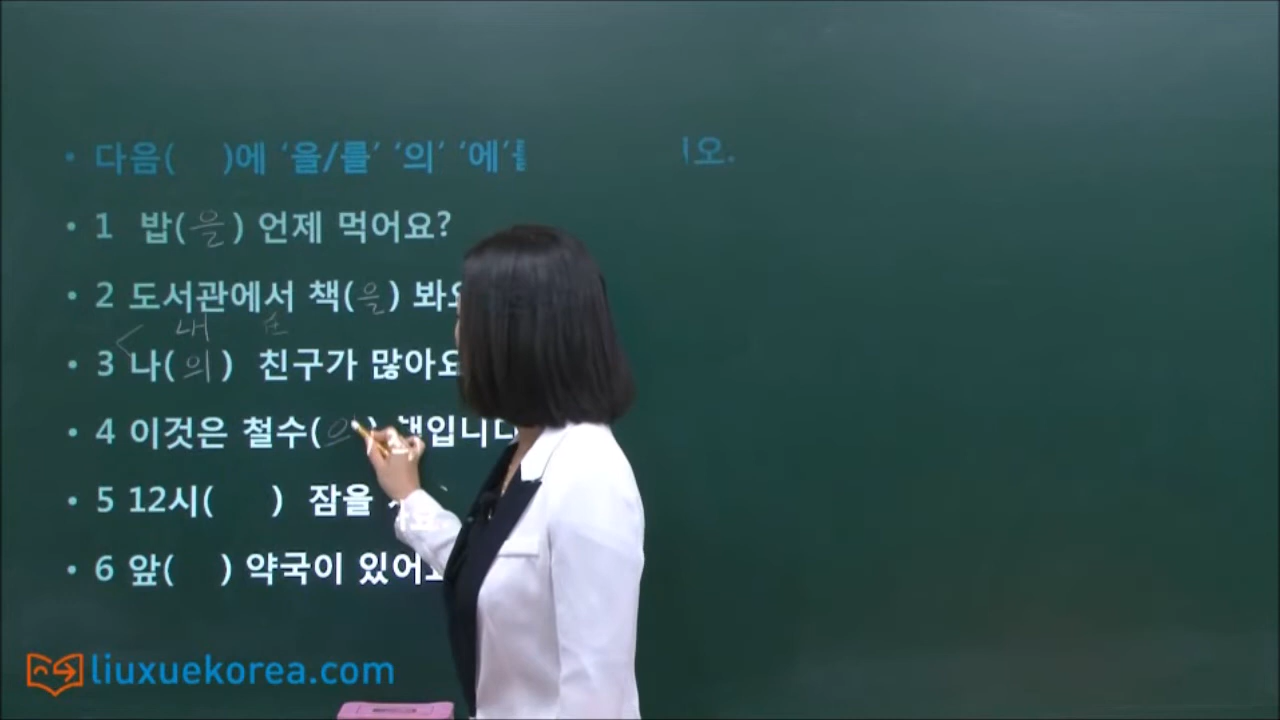 • 다음( )에 ‘을/를’ ‘의’ ‘에’ 오.
• 1 밥(을) 언제 먹어요?
• 2 도서관에서 책(을)
내
• 3 나(의) 친구가 많아요
• 4 이것은 철수(의) 책입니다
• 5 12시( ) 잠을
• 6 앞( ) 약국이 있어요
liuxuekorea.com